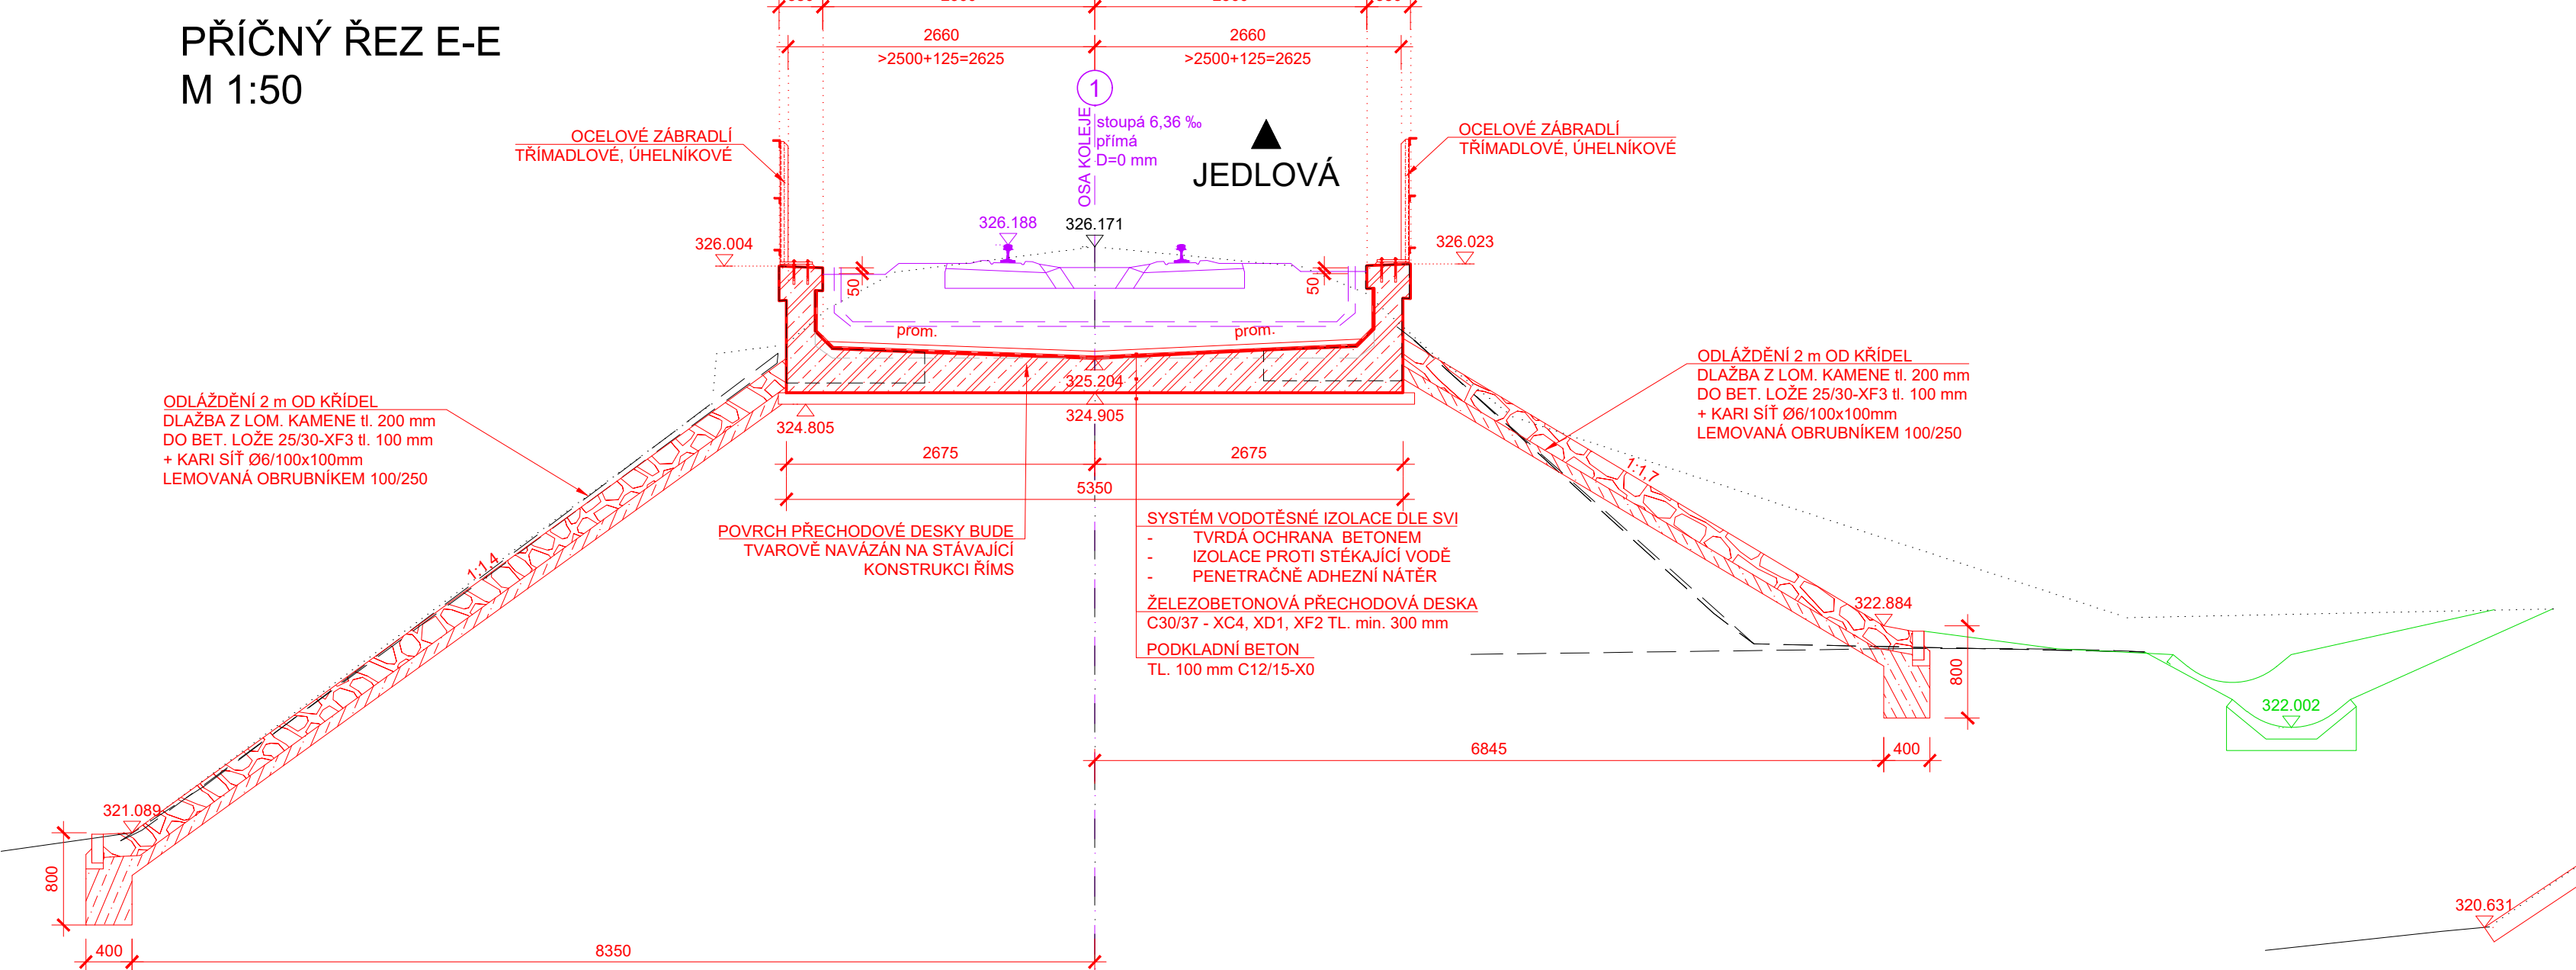 PŘÍČNÝ ŘEZ E-E
M 1:50
2660
2660
>2500+125=2625
>2500+125=2625
1
OSA KOLEJE
stoupá 6,36 ‰
přímá
D=0 mm
JEDLOVÁ
OCELOVÉ ZÁBRADLÍ
TŘÍMADLOVÉ, ÚHELNÍKOVÉ
OCELOVÉ ZÁBRADLÍ
TŘÍMADLOVÉ, ÚHELNÍKOVÉ
326.188
326.171
326.004
326.023
50
50
prom.
prom.
325.204
324.905
324.805
ODLÁŽDĚNÍ 2 m OD KŘÍDEL
DLAŽBA Z LOM. KAMENE tl. 200 mm
DO BET. LOŽE 25/30-XF3 tl. 100 mm
+ KARI SÍŤ Ø6/100x100mm
LEMOVANÁ OBRUBNÍKEM 100/250
ODLÁŽDĚNÍ 2 m OD KŘÍDEL
DLAŽBA Z LOM. KAMENE tl. 200 mm
DO BET. LOŽE 25/30-XF3 tl. 100 mm
+ KARI SÍŤ Ø6/100x100mm
LEMOVANÁ OBRUBNÍKEM 100/250
2675
2675
5350
1:1.4
1:1.7
POVRCH PŘECHODOVÉ DESKY BUDE
TVAROVĚ NAVÁZÁN NA STÁVAJÍCÍ
KONSTRUKCI ŘÍMS
SYSTÉM VODOTĚSNÉ IZOLACE DLE SVI
- TVRDÁ OCHRANA BETONEM
- IZOLACE PROTI STÉKAJÍCÍ VODĚ
- PENETRAČNĚ ADHEZNÍ NÁTĚR
ŽELEZOBETONOVÁ PŘECHODOVÁ DESKA
C30/37 - XC4, XD1, XF2 TL. min. 300 mm
PODKLADNÍ BETON
TL. 100 mm C12/15-X0
322.884
800
322.002
6845
400
321.089
800
400
8350
320.631